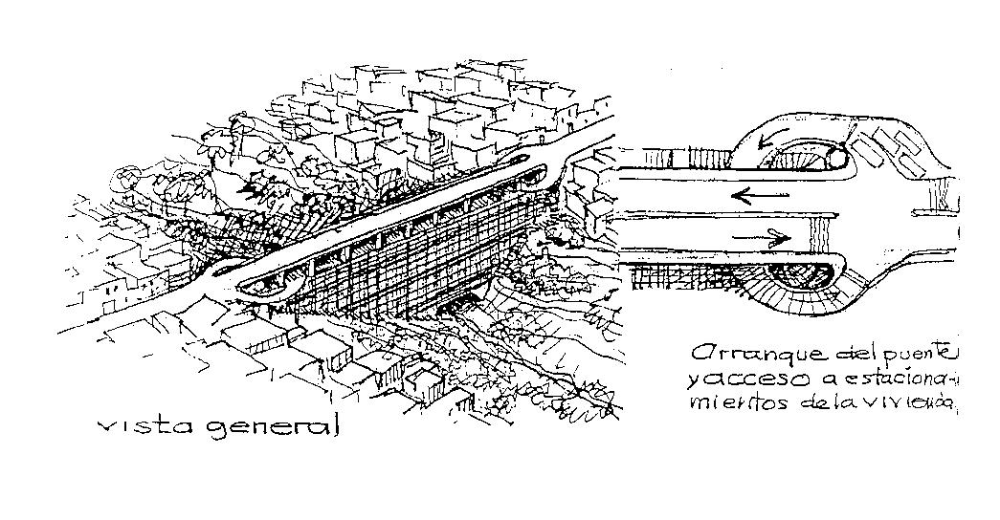 vista general
Arranque del puente
y acceso a estaciona-
mientos de la vivienda,